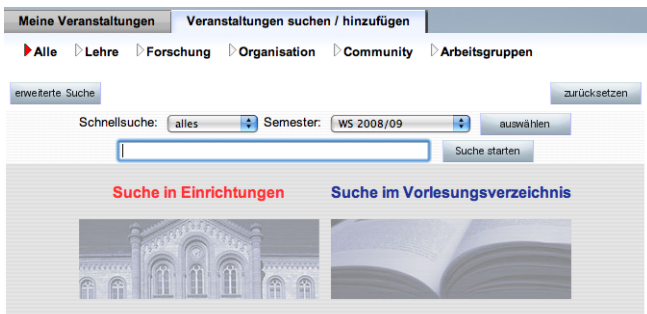 Meine Veranstaltungen Veranstaltungen suchen / hinzufügen
Alle Lehre Forschung Organisation Community Arbeitsgruppen
erweiterte Suche zurücksetzen
Schnellsuche: alles Semester: WS 2008/09 auswählen
Suche starten
Suche in Einrichtungen Suche im Vorlesungsverzeichnis